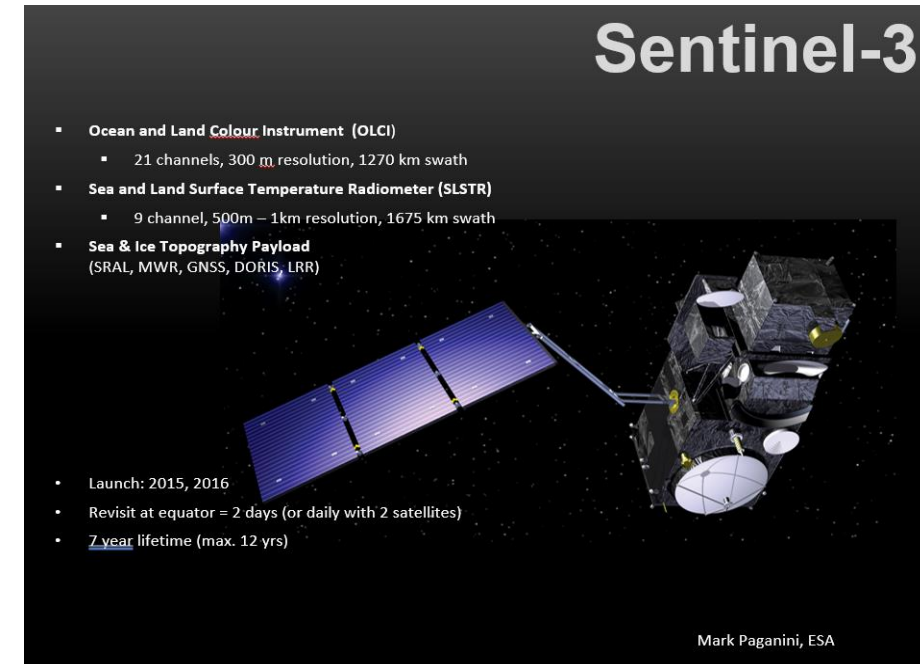 Sentinel-3
▪ Ocean and Land Colour Instrument (OLCI)
▪ 21 channels, 300 m resolution, 1270 km swath
▪ Sea and Land Surface Temperature Radiometer (SLSTR)
▪ 9 channel, 500m – 1km resolution, 1675 km swath
▪ Sea & Ice Topography Payload
(SRAL, MWR, GNSS, DORIS, LRR)
• Launch: 2015, 2016
• Revisit at equator = 2 days (or daily with 2 satellites)
• 7 year lifetime (max. 12 yrs)
Mark Paganini, ESA